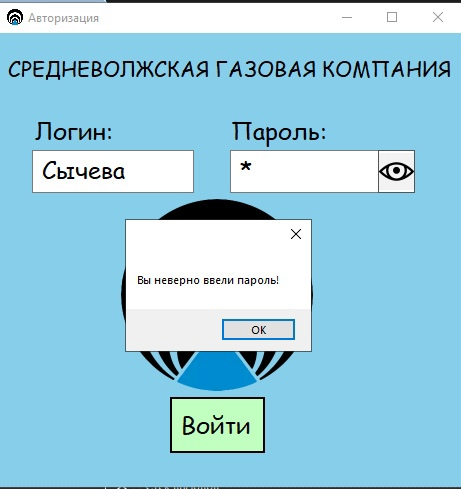 Авторизация
СРЕДНЕВОЛЖСКАЯ ГАЗОВАЯ КОМПАНИЯ
Логин: Пароль:
Сычева *
Вы неверно ввели пароль!
OK
Войти